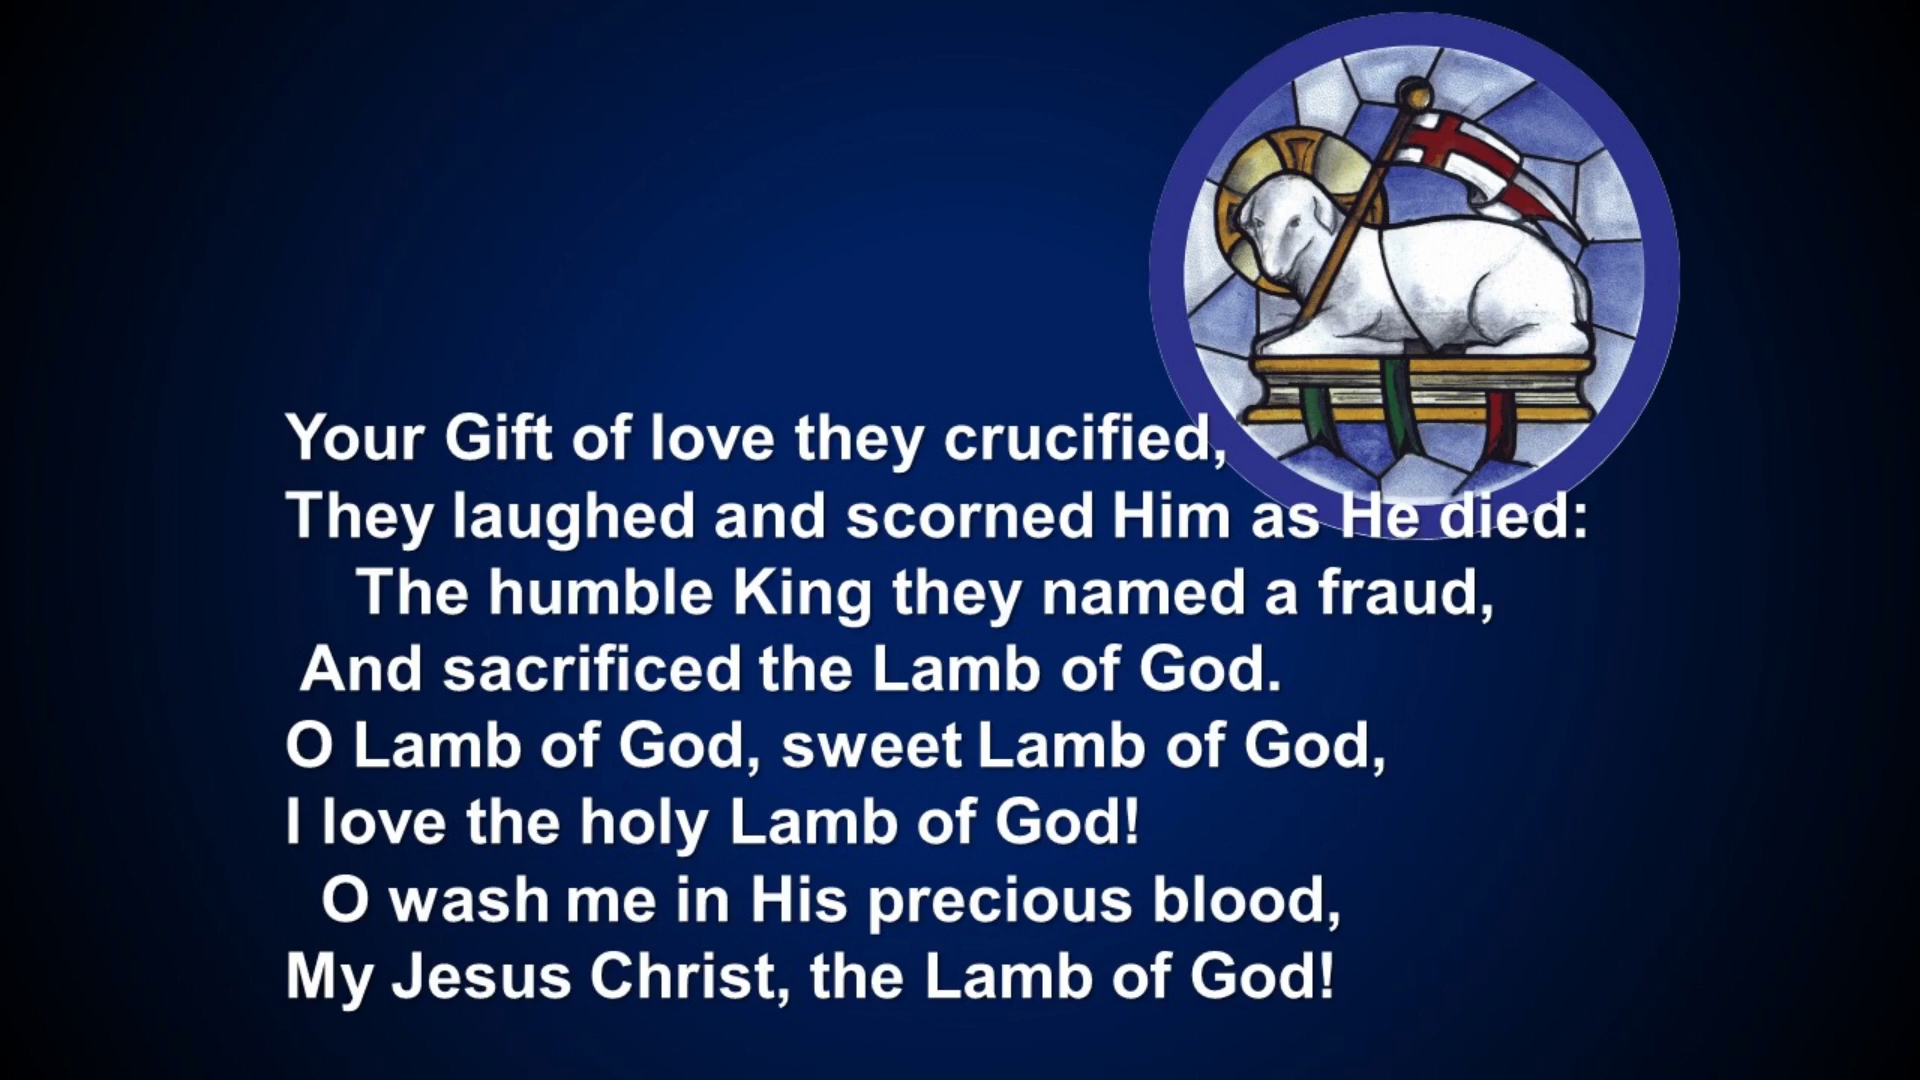 Your Gift of love they crucified,
They laughed and scorned Him as He died:
The humble King they named a fraud,
And sacrificed the Lamb of God.
O Lamb of God, sweet Lamb of God,
I love the holy Lamb of God!
O wash me in His precious blood,
My Jesus Christ, the Lamb of God!